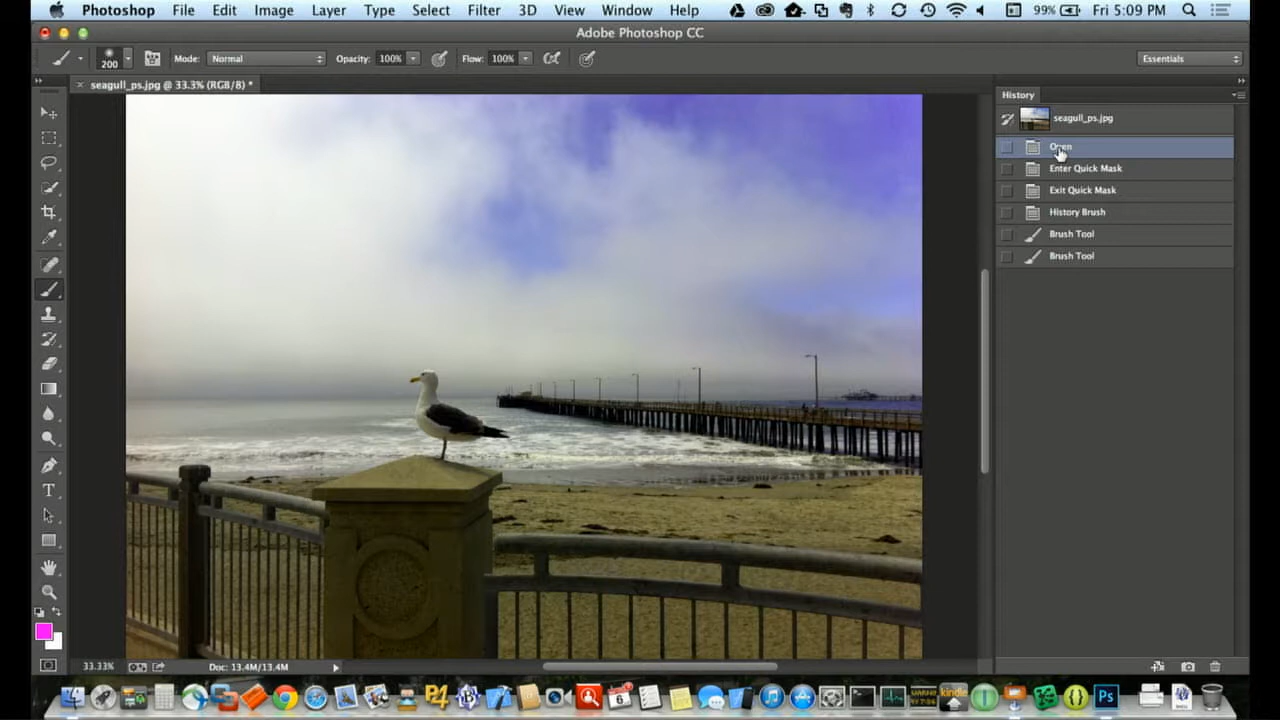 Photoshop File Edit Image Layer Type Select Filter 3D View Window Help 99% Fri 5:09 PM
Adobe Photoshop CC
200 Mode: Normal Opacity: 100% Flow: 100% Essentials
seagull_ps.jpg @ 33.3% (RGB/8) *
History
seagull_ps.jpg
Open
Enter Quick Mask
Exit Quick Mask
History Brush
Brush Tool
Brush Tool
T
33.33% Doc: 13.4M/13.4M
6 kindle Ps